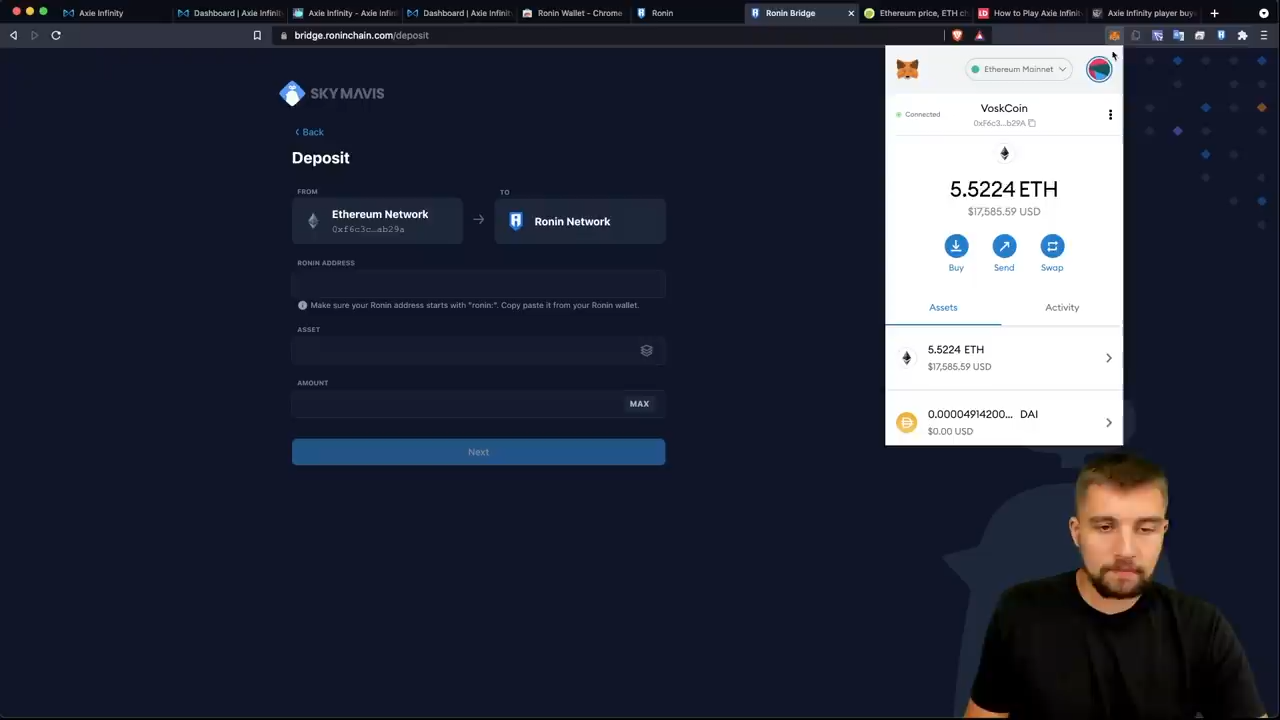 Axie Infinity
Dashboard | Axie Infini
Axie Infinity - Axie Infini
Dashboard | Axie Infini
Ronin Wallet - Chrome
Ronin
Ronin Bridge
Ethereum price, ETH ch
How to Play Axie Infini
Axie Infinity player buys
bridge.roninchain.com/deposit
SKY MAVIS
Back
Deposit
FROM
Ethereum Network
0xf6c3c…ab29a
TO
Ronin Network
RONIN ADDRESS
Make sure your Ronin address starts with "ronin:". Copy paste it from your Ronin wallet.
ASSET
AMOUNT
MAX
Next
Ethereum Mainnet
Connected
VoskCoin
0xF6c3...b29A
5.5224 ETH
$17,585.59 USD
Buy
Send
Swap
Assets
Activity
5.5224 ETH
$17,585.59 USD
0.00004914200... DAI
$0.00 USD